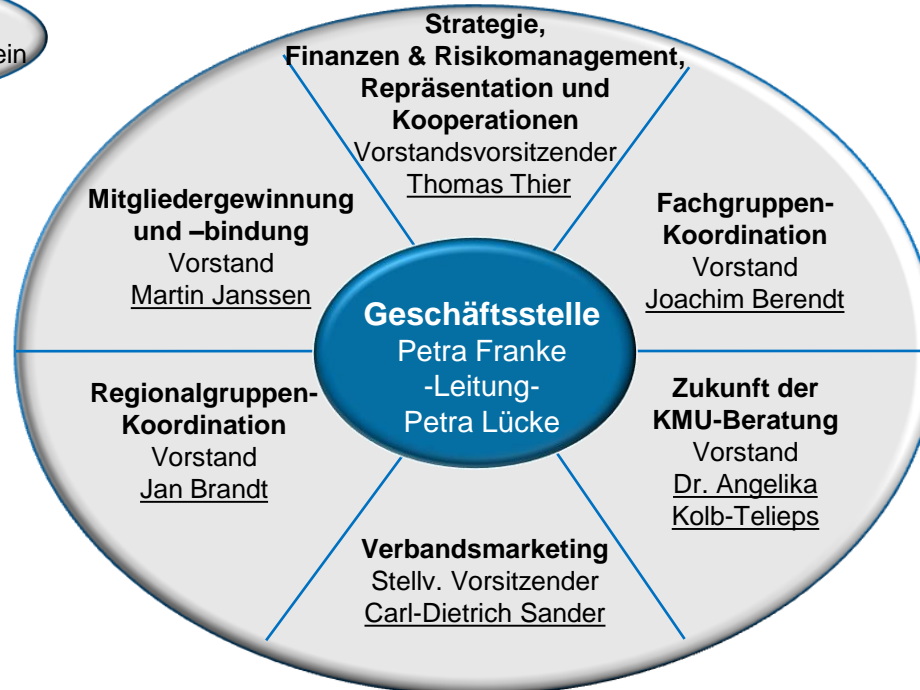 Strategie,
Finanzen & Risikomanagement,
Repräsentation und
Kooperationen
Vorstandsvorsitzender
Thomas Thier
Mitgliedergewinnung
und –bindung
Vorstand
Martin Janssen
Fachgruppen-
Koordination
Vorstand
Joachim Berendt
Geschäftsstelle
Petra Franke
-Leitung-
Petra Lücke
Regionalgruppen-
Koordination
Vorstand
Jan Brandt
Zukunft der
KMU-Beratung
Vorstand
Dr. Angelika
Kolb-Telieps
Verbandsmarketing
Stellv. Vorsitzender
Carl-Dietrich Sander